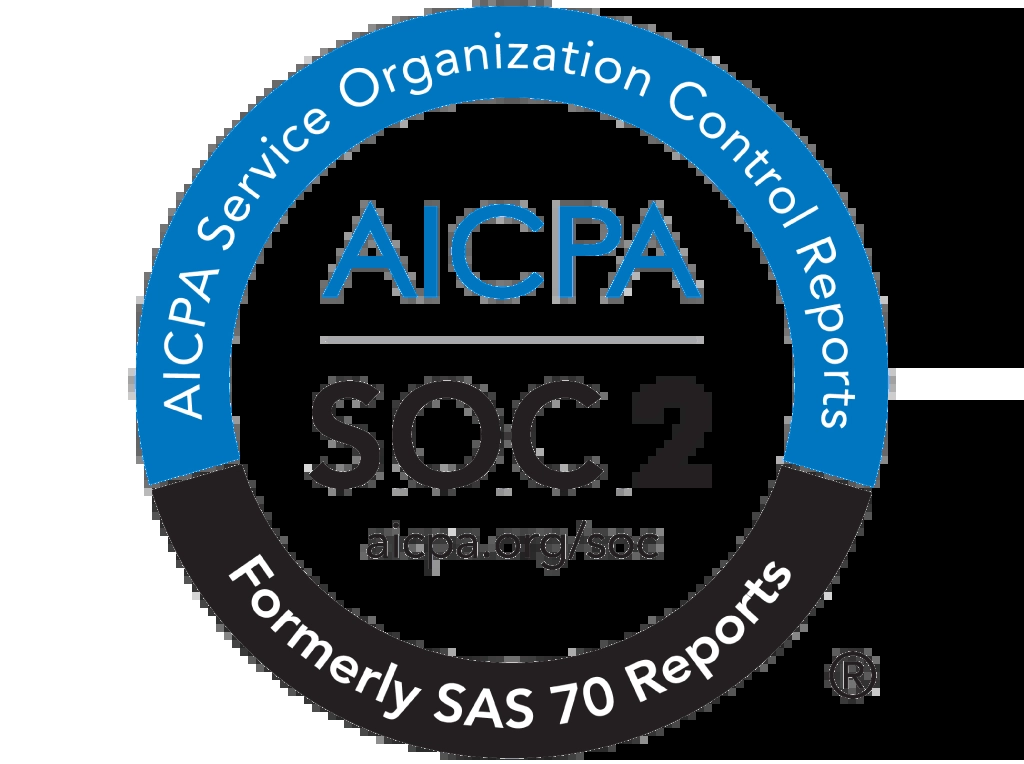 AICPA Service Organization Control Reports
AICPA
SOC 2
aicpa.org/soc
Formerly SAS 70 Reports
®